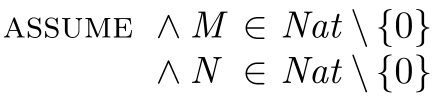 ASSUME ∧ M ∈ Nat \ {0}
∧ N ∈ Nat \ {0}